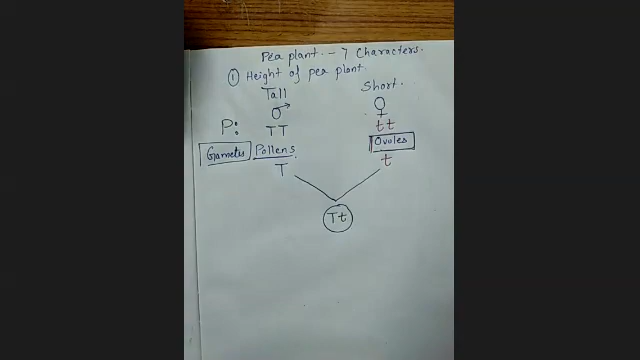 Pea plant. - 7 Characters.
① Height of pea plant.
Tall Short.
♂ ♀
P: TT tt
Gametes Pollens Ovules
T t
Tt